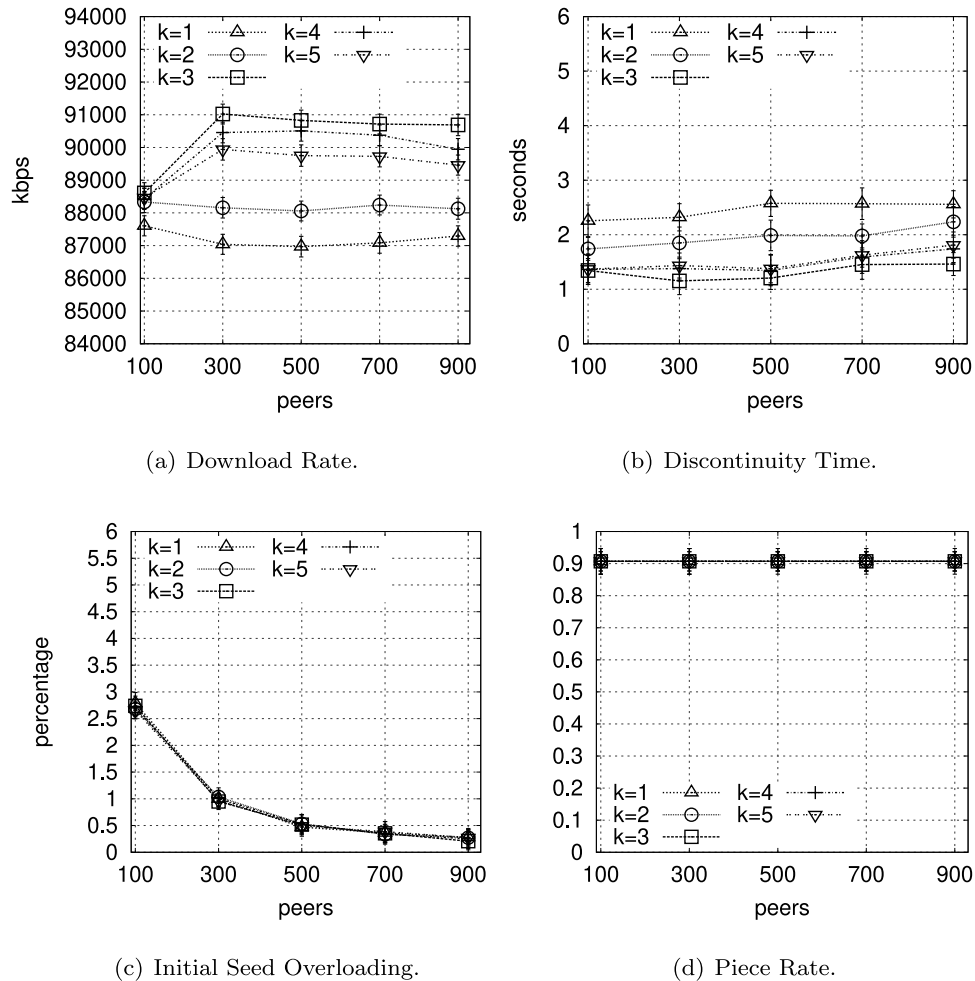 94000
93000
92000
91000
90000
89000
88000
87000
86000
85000
84000
kbps
k=1 k=4
k=2 k=5
k=3
100 300 500 700 900
peers
(a) Download Rate.
6
5
4
3
2
1
0
seconds
k=1 k=4
k=2 k=5
k=3
100 300 500 700 900
peers
(b) Discontinuity Time.
6
5.5
5
4.5
4
3.5
3
2.5
2
1.5
1
0.5
0
percentage
k=1 k=4
k=2 k=5
k=3
100 300 500 700 900
peers
(c) Initial Seed Overloading.
1
0.9
0.8
0.7
0.6
0.5
0.4
0.3
0.2
0.1
0
k=1 k=4
k=2 k=5
k=3
100 300 500 700 900
peers
(d) Piece Rate.